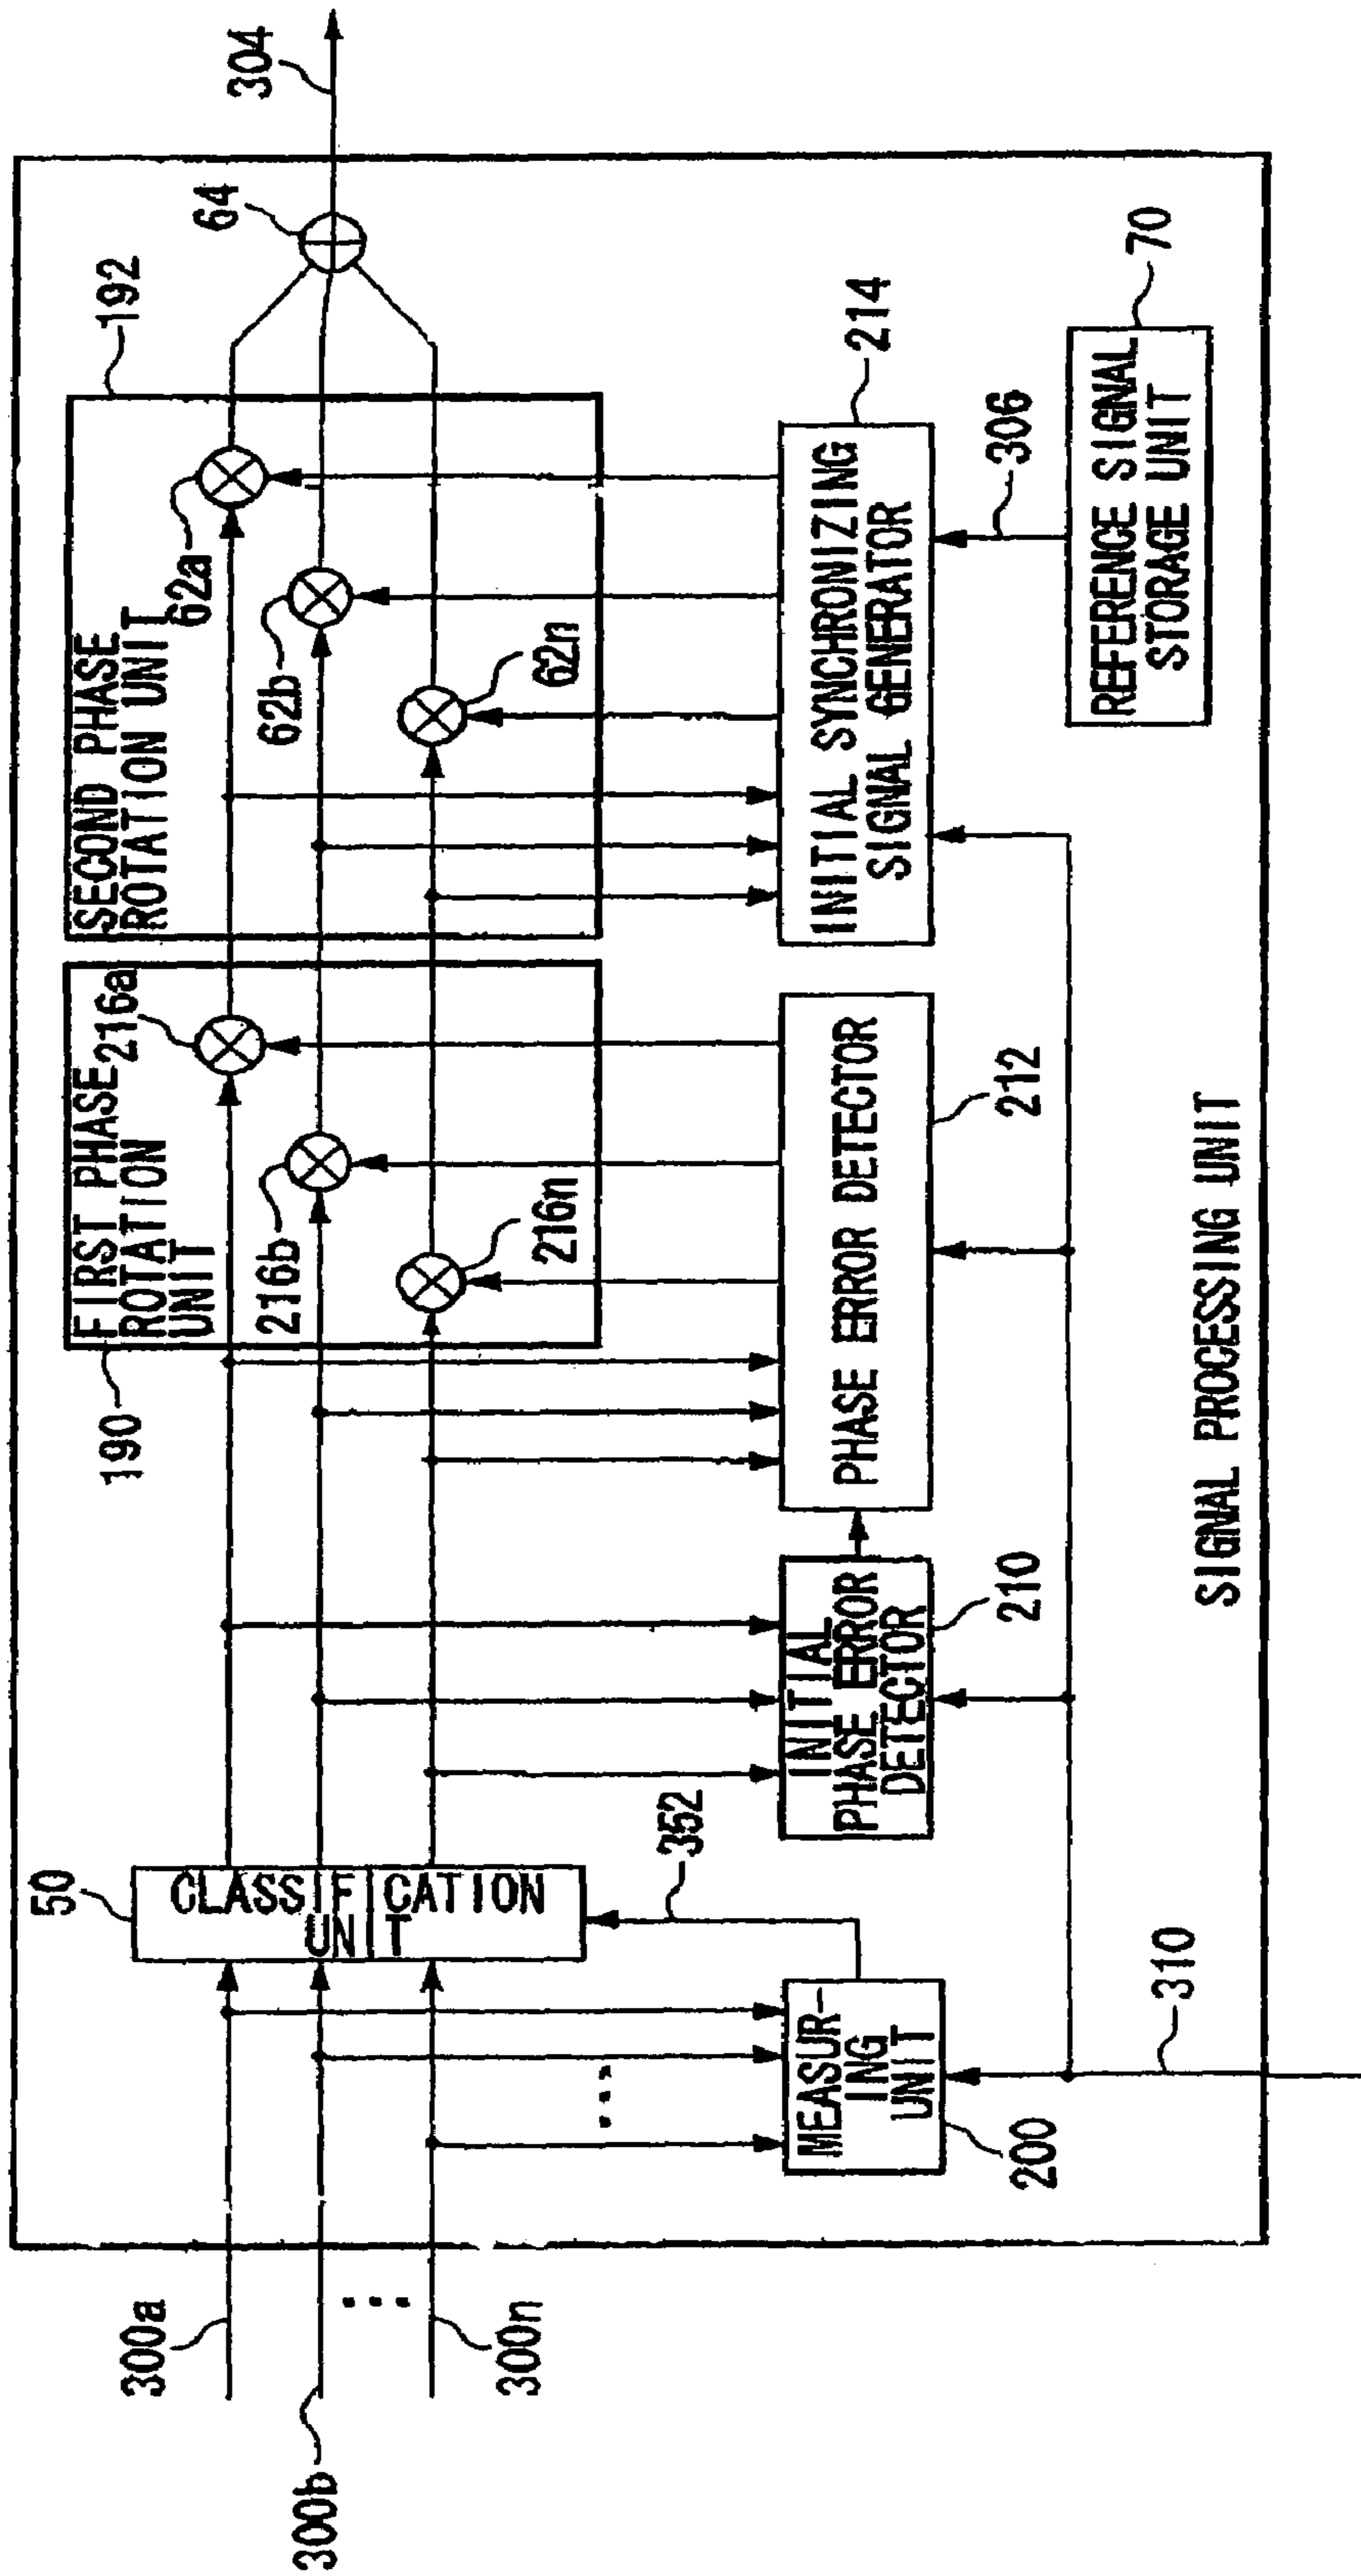 304
64
192
SECOND PHASE
ROTATION UNIT
62a
62b
62n
FIRST PHASE
ROTATION
UNIT
216a
216b
216n
190
50
CLASSIFICATION
UNIT
352
300a
300b
300n
MEASUR-
ING
UNIT
200
INITIAL
PHASE ERROR
DETECTOR
210
PHASE ERROR DETECTOR
212
INITIAL SYNCHRONIZING
SIGNAL GENERATOR
214
306
REFERENCE SIGNAL
STORAGE UNIT
70
310
SIGNAL PROCESSING UNIT